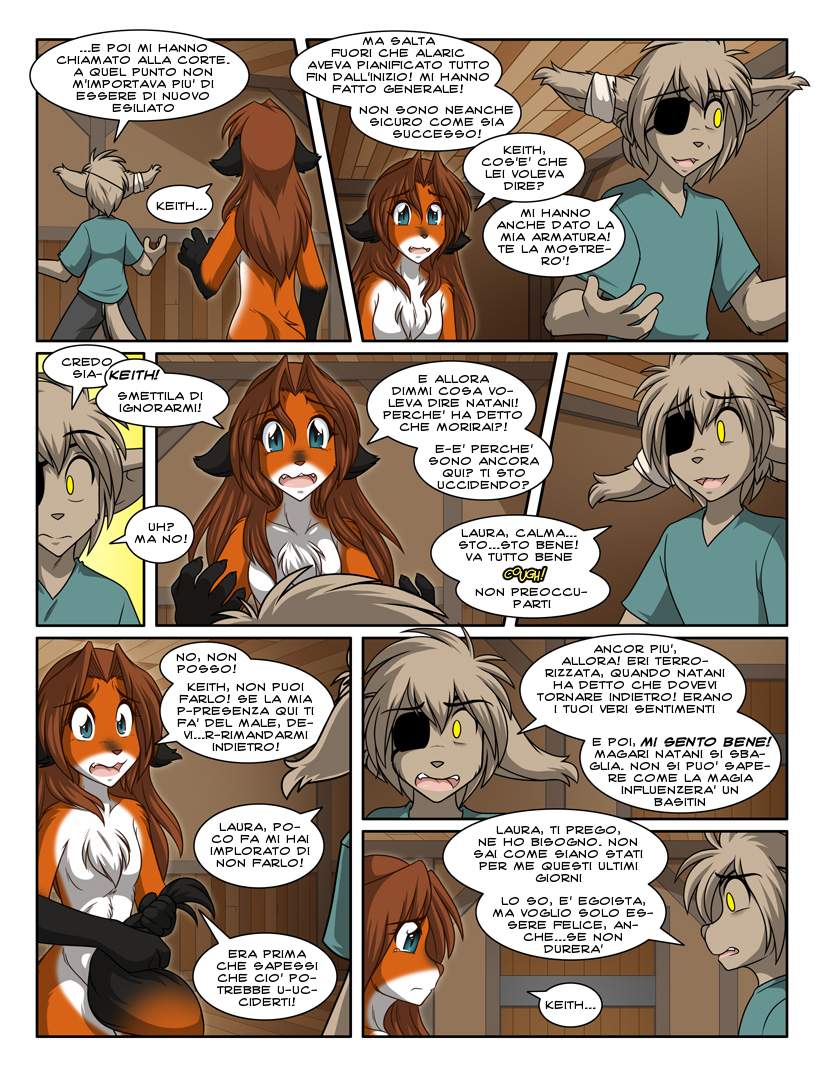 ...E POI MI HANNO
CHIAMATO ALLA CORTE.
A QUEL PUNTO NON
M'IMPORTAVA PIU' DI
ESSERE DI NUOVO
ESILIATO
KEITH...
MA SALTA
FUORI CHE ALARIC
AVEVA PIANIFICATO TUTTO
FIN DALL'INIZIO! MI HANNO
FATTO GENERALE!
NON SONO NEANCHE
SICURO COME SIA
SUCCESSO!
KEITH,
COS'E' CHE
LEI VOLEVA
DIRE?
MI HANNO
ANCHE DATO LA
MIA ARMATURA!
TE LA MOSTRE-
RO'!
CREDO
SIA-
KEITH!
SMETTILA DI
IGNORARMI!
UH?
MA NO!
E ALLORA
DIMMI COSA VO-
LEVA DIRE NATANI!
PERCHE' HA DETTO
CHE MORIRAI?!
E-E' PERCHE'
SONO ANCORA
QUI? TI STO
UCCIDENDO?
LAURA, CALMA...
STO...STO BENE!
VA TUTTO BENE
COUGH!
NON PREOCCU-
PARTI
NO, NON
POSSO!
KEITH, NON PUOI
FARLO! SE LA MIA
P-PRESENZA QUI TI
FA' DEL MALE, DE-
VI...R-RIMANDARMI
INDIETRO!
LAURA, PO-
CO FA MI HAI
IMPLORATO DI
NON FARLO!
ERA PRIMA
CHE SAPESSI
CHE CIO' PO-
TREBBE U-UC-
CIDERTI!
ANCOR PIU',
ALLORA! ERI TERRO-
RIZZATA, QUANDO NATANI
HA DETTO CHE DOVEVI
TORNARE INDIETRO! ERANO
I TUOI VERI SENTIMENTI
E POI, MI SENTO BENE!
MAGARI NATANI SI SBA-
GLIA. NON SI PUO' SAPE-
RE COME LA MAGIA
INFLUENZERA' UN
BASITIN
LAURA, TI PREGO,
NE HO BISOGNO. NON
SAI COME SIANO STATI
PER ME QUESTI ULTIMI
GIORNI
LO SO, E' EGOISTA,
MA VOGLIO SOLO ES-
SERE FELICE, AN-
CHE...SE NON
DURERA'
KEITH...